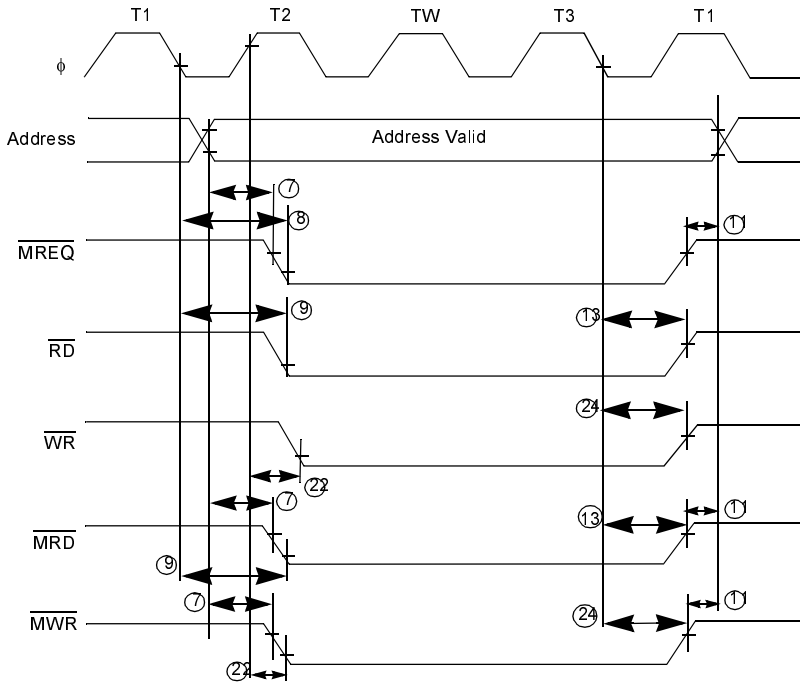 T1 T2 TW T3 T1
ϕ
Address Address Valid
7
8
11
MREQ
9
13
RD
24
WR
22
7
11
13
MRD
9
7
11
24
MWR
22